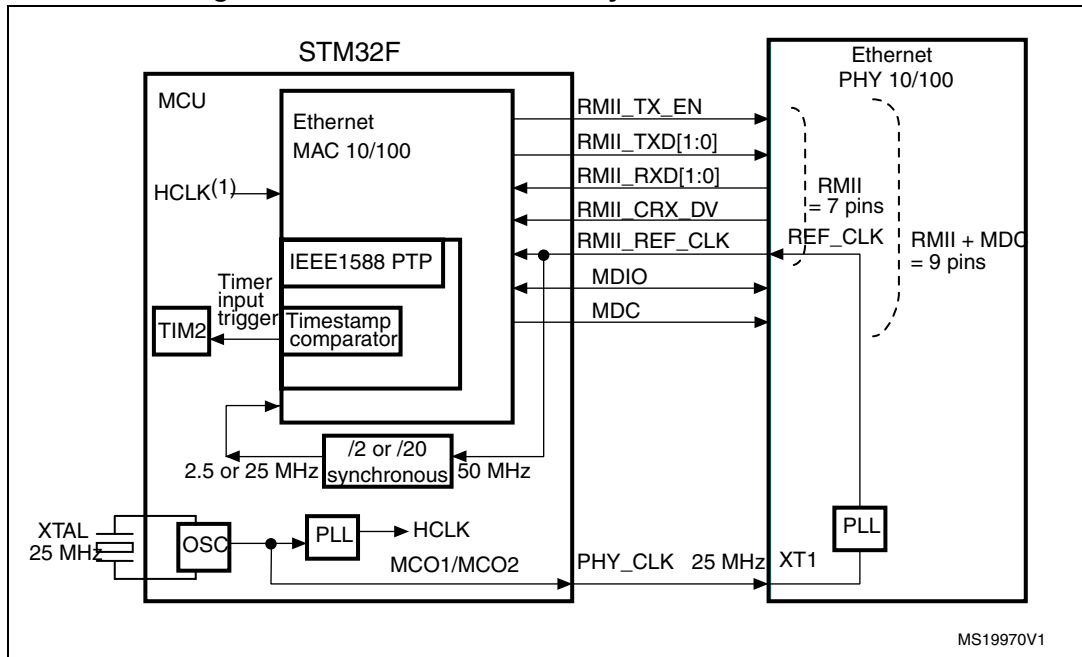 STM32F
MCU
Ethernet
MAC 10/100
HCLK(1)
IEEE1588 PTP
Timer
input
trigger
TIM2
Timestamp
comparator
/2 or /20
synchronous
2.5 or 25 MHz
50 MHz
XTAL
25 MHz
OSC
PLL
HCLK
MCO1/MCO2
RMII_TX_EN
RMII_TXD[1:0]
RMII_RXD[1:0]
RMII_CRX_DV
RMII_REF_CLK
MDIO
MDC
PHY_CLK 25 MHz
Ethernet
PHY 10/100
RMII
= 7 pins
REF_CLK
RMII + MDC
= 9 pins
PLL
XT1
MS19970V1